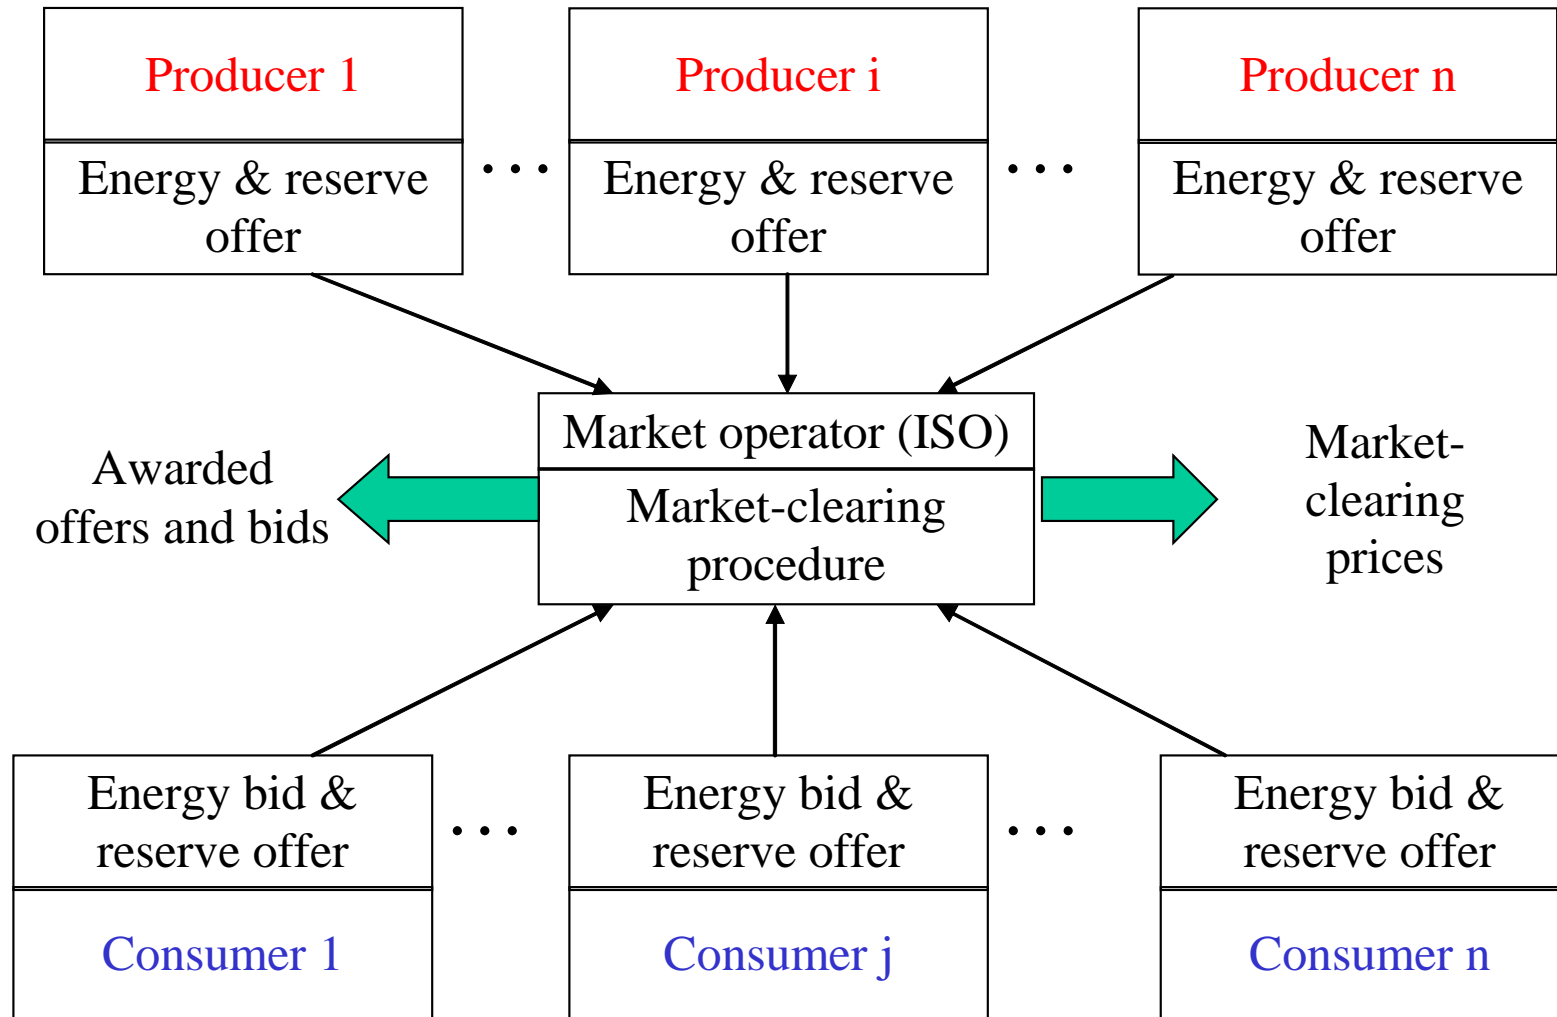 Producer 1
Producer i
Producer n
Energy & reserve
offer
...
Energy & reserve
offer
...
Energy & reserve
offer
Market operator (ISO)
Market-clearing
procedure
Awarded
offers and bids
Market-
clearing
prices
Energy bid &
reserve offer
...
Energy bid &
reserve offer
...
Energy bid &
reserve offer
Consumer 1
Consumer j
Consumer n